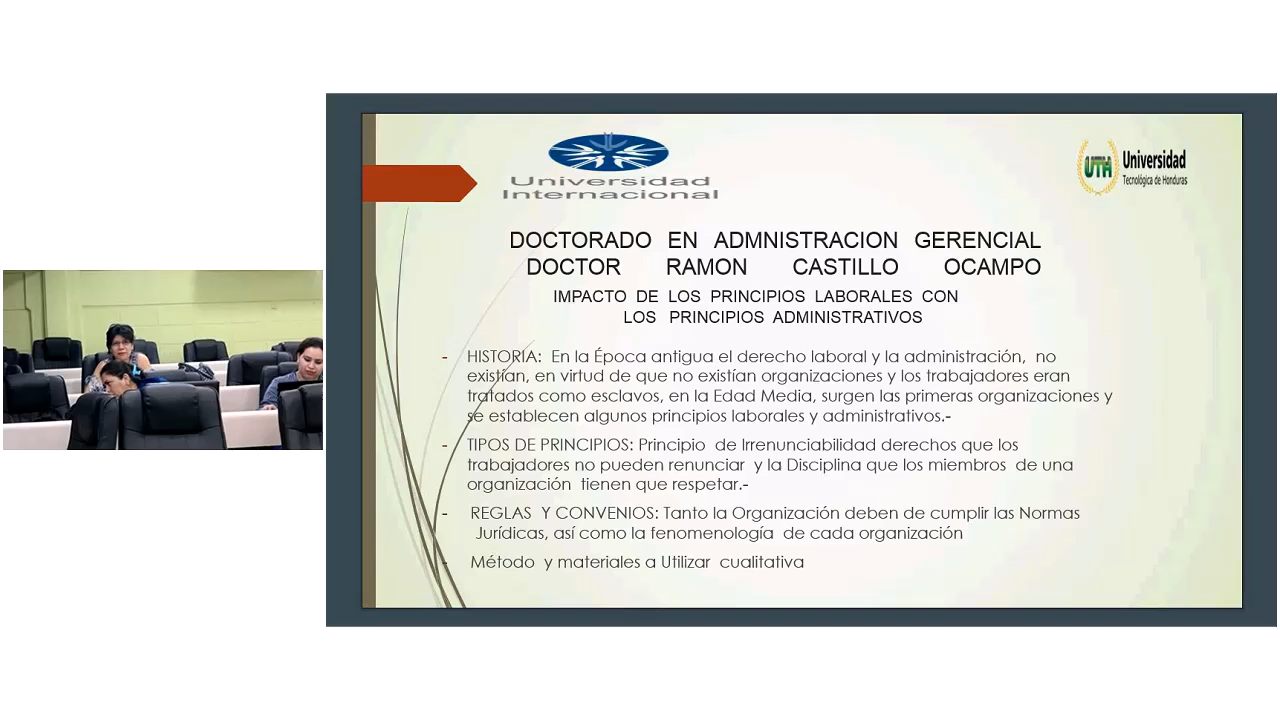 Universidad
Internacional
UTH
Universidad
Tecnológica de Honduras
DOCTORADO EN ADMNISTRACION GERENCIAL
DOCTOR RAMON CASTILLO OCAMPO
IMPACTO DE LOS PRINCIPIOS LABORALES CON
LOS PRINCIPIOS ADMINISTRATIVOS
- HISTORIA: En la Época antigua el derecho laboral y la administración, no
existían, en virtud de que no existían organizaciones y los trabajadores eran
tratados como esclavos, en la Edad Media, surgen las primeras organizaciones y
se establecen algunos principios laborales y administrativos.-
- TIPOS DE PRINCIPIOS: Principio de Irrenunciabilidad derechos que los
trabajadores no pueden renunciar y la Disciplina que los miembros de una
organización tienen que respetar.-
- REGLAS Y CONVENIOS: Tanto la Organización deben de cumplir las Normas
Jurídicas, así como la fenomenología de cada organización
- Método y materiales a Utilizar cualitativa